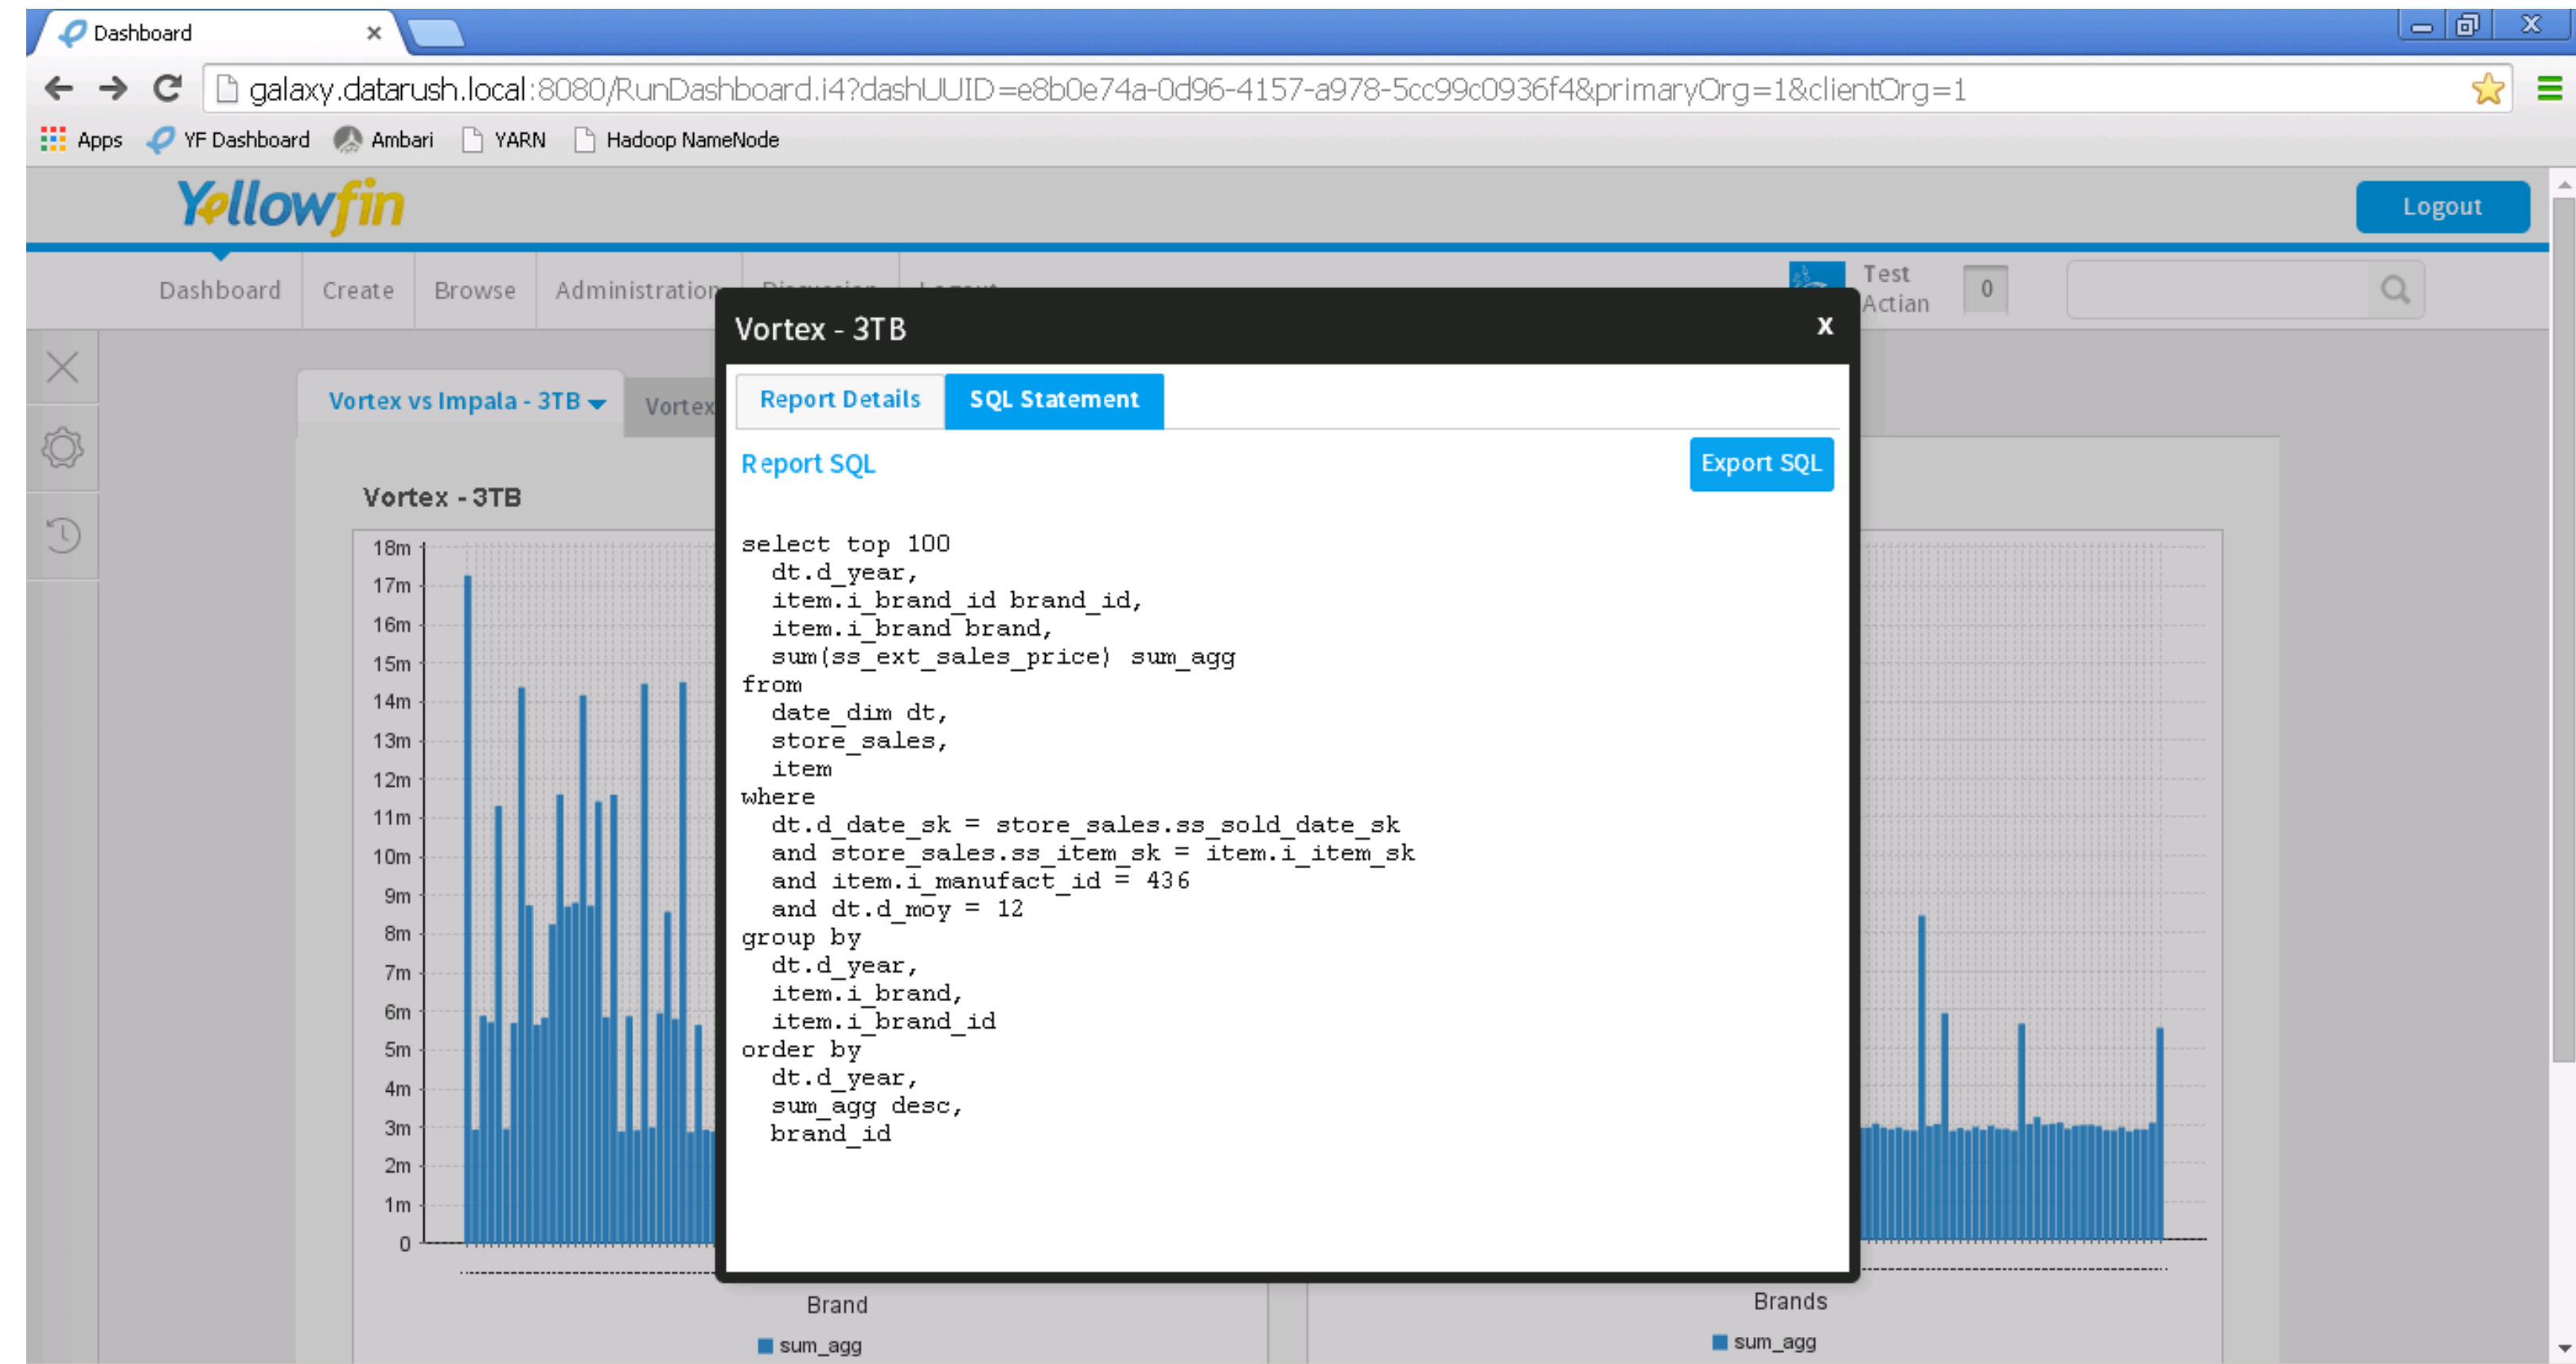 Dashboard
galaxy.datarush.local:8080/RunDashboard.i4?dashUUID=e8b0e74a-0d96-4157-a978-5cc99c0936f4&primaryOrg=1&clientOrg=1
Apps YF Dashboard Ambari YARN Hadoop NameNode
Yellowfin
Logout
Dashboard Create Browse Administration
Test
Actian
0
Vortex vs Impala - 3TB
Vortex
Vortex - 3TB
18m
17m
16m
15m
14m
13m
12m
11m
10m
9m
8m
7m
6m
5m
4m
3m
2m
1m
0
Brand
sum_agg
Vortex - 3TB
x
Report Details SQL Statement
Report SQL
Export SQL
select top 100
dt.d_year,
item.i_brand_id brand_id,
item.i_brand brand,
sum(ss_ext_sales_price) sum_agg
from
date_dim dt,
store_sales,
item
where
dt.d_date_sk = store_sales.ss_sold_date_sk
and store_sales.ss_item_sk = item.i_item_sk
and item.i_manufact_id = 436
and dt.d_moy = 12
group by
dt.d_year,
item.i_brand,
item.i_brand_id
order by
dt.d_year,
sum_agg desc,
brand_id
Brands
sum_agg